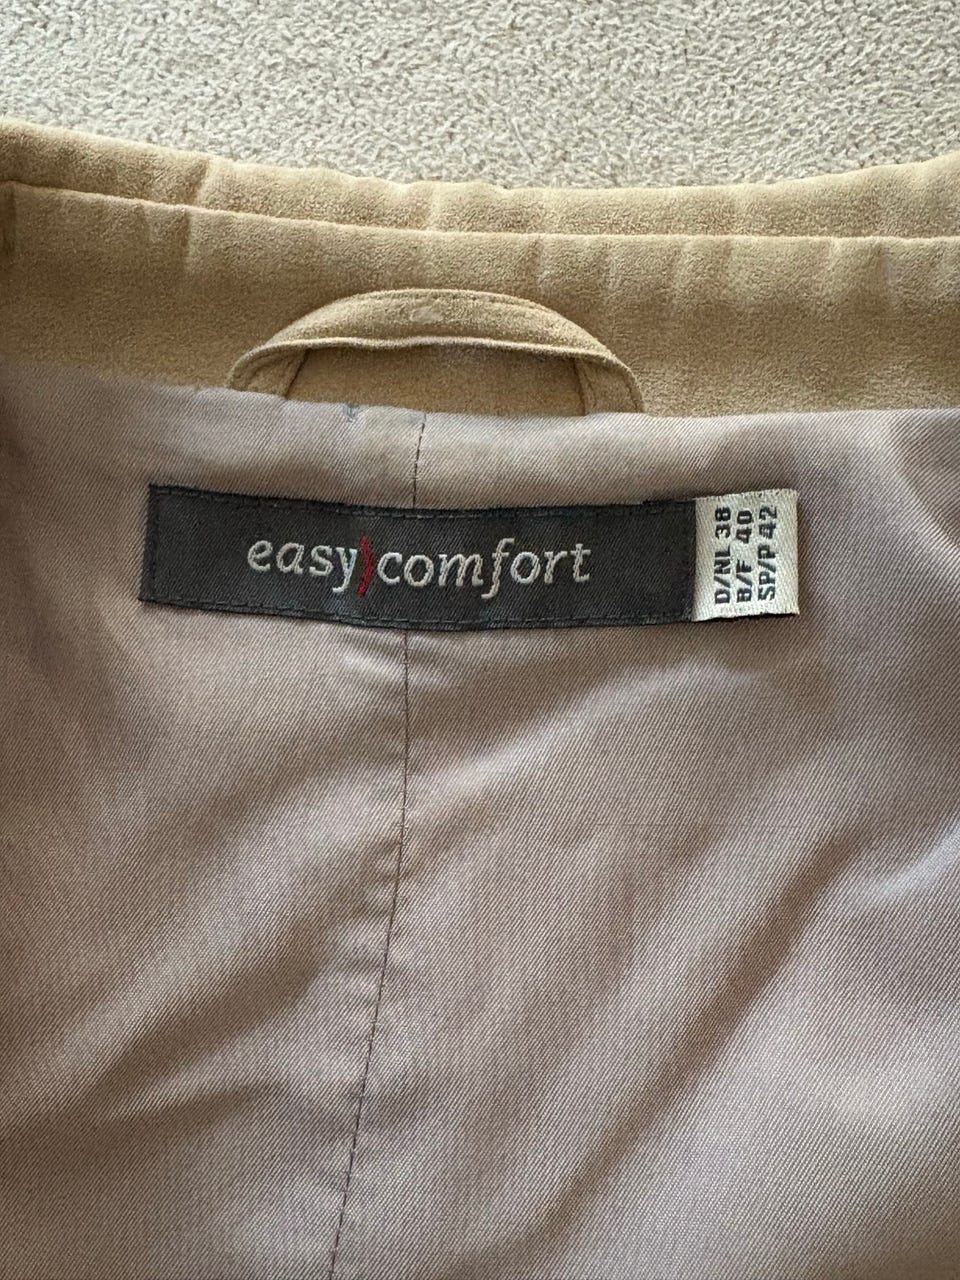 easy)comfort
D/NL 38
B/F 40
SP/P 42